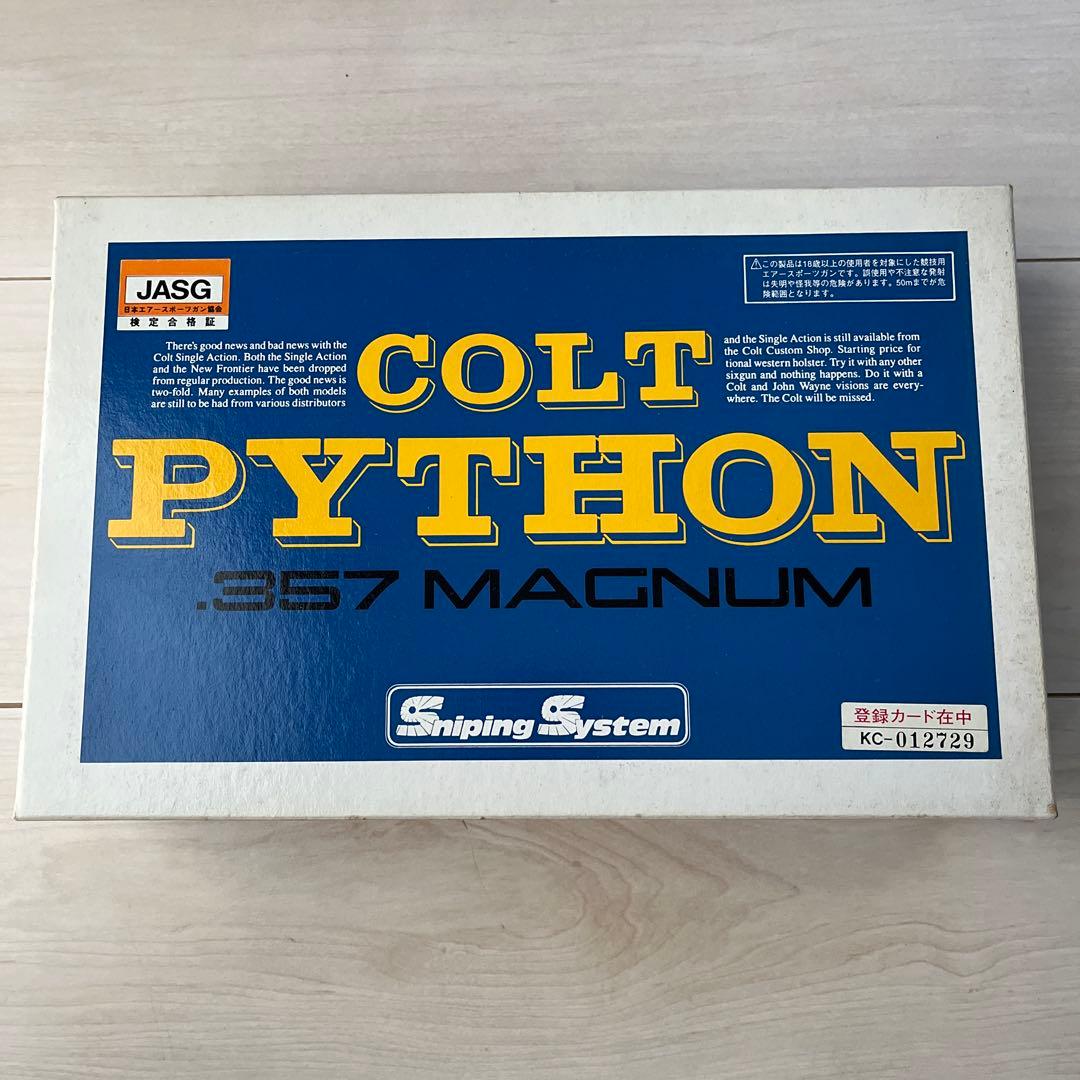 JASG
日本エアースポーツガン協会
検定合格証
⚠この製品は18歳以上の使用者を対象にした競技用
エアースポーツガンです。誤使用や不注意な発射
は失明や怪我等の危険があります。50mまでが危
険範囲となります。
There's good news and bad news with the
Colt Single Action. Both the Single Action
and the New Frontier have been dropped
from regular production. The good news is
two-fold. Many examples of both models
are still to be had from various distributors
COLT
and the Single Action is still available from
the Colt Custom Shop. Starting price for
tional western holster. Try it with any other
sixgun and nothing happens. Do it with a
Colt and John Wayne visions are every-
where. The Colt will be missed.
PYTHON
.357 MAGNUM
Sniping System
登録カード在中
KC-012729